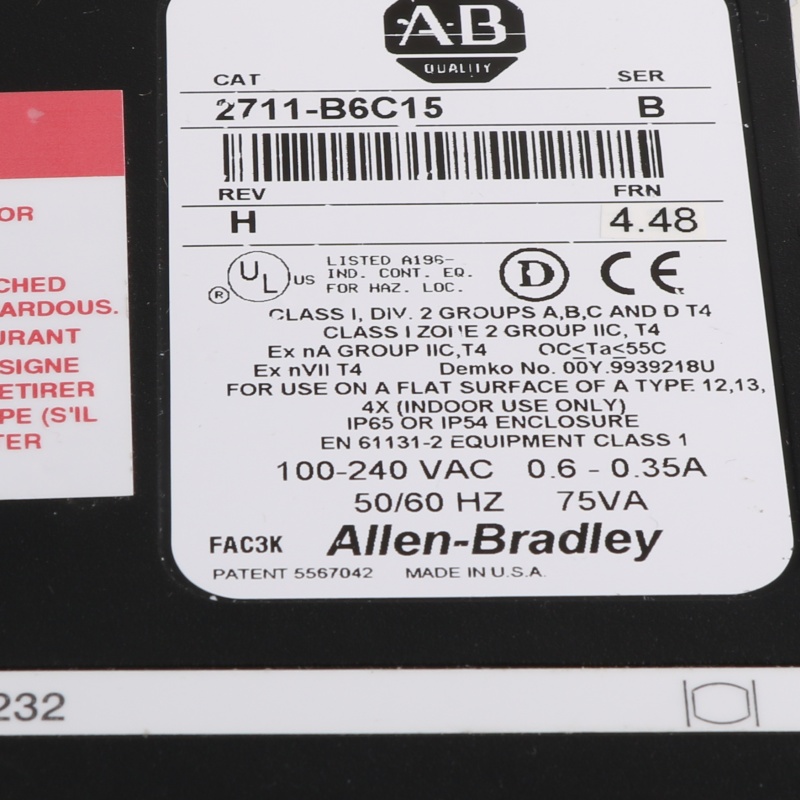 A-B
QUALITY
CAT SER
2711-B6C15 B
REV FRN
H 4.48
OR
CHED
ARDOUS.
URANT
SIGNE
ETIRER
PE (S'IL
TER
UL US
®
LISTED A196-
IND. CONT. EQ.
FOR HAZ. LOC.
D CE
CLASS I, DIV. 2 GROUPS A,B,C AND D T4
CLASS I ZONE 2 GROUP IIC, T4
Ex nA GROUP IIC,T4 OC≤Ta≤55C
Ex nVII T4 Demko No. 00Y.9939218U
FOR USE ON A FLAT SURFACE OF A TYPE 12,13,
4X (INDOOR USE ONLY)
IP65 OR IP54 ENCLOSURE
EN 61131-2 EQUIPMENT CLASS 1
100-240 VAC 0.6 - 0.35A
50/60 HZ 75VA
FAC3K Allen-Bradley
PATENT 5567042 MADE IN U.S.A.
232